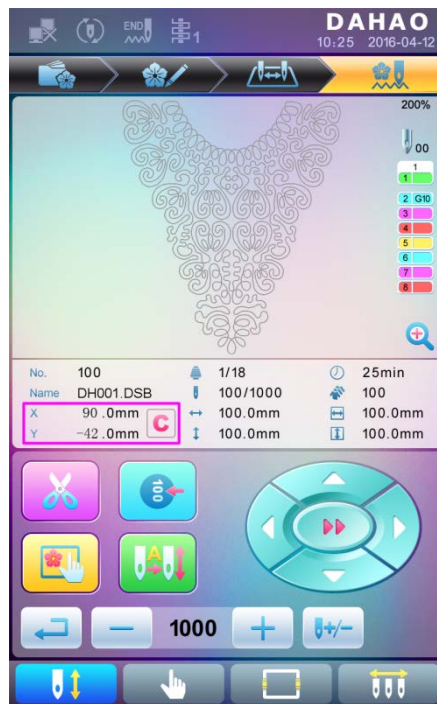 DAHAO
END 1 10:25 2016-04-12
200%
00
1
1
2 G10
3
4
5
6
7
8
No. 100 1/18 25min
Name DH001.DSB 100/1000 100
X 90.0mm C 100.0mm 100.0mm
Y -42.0mm 100.0mm 100.0mm
100
A
1000
+/-